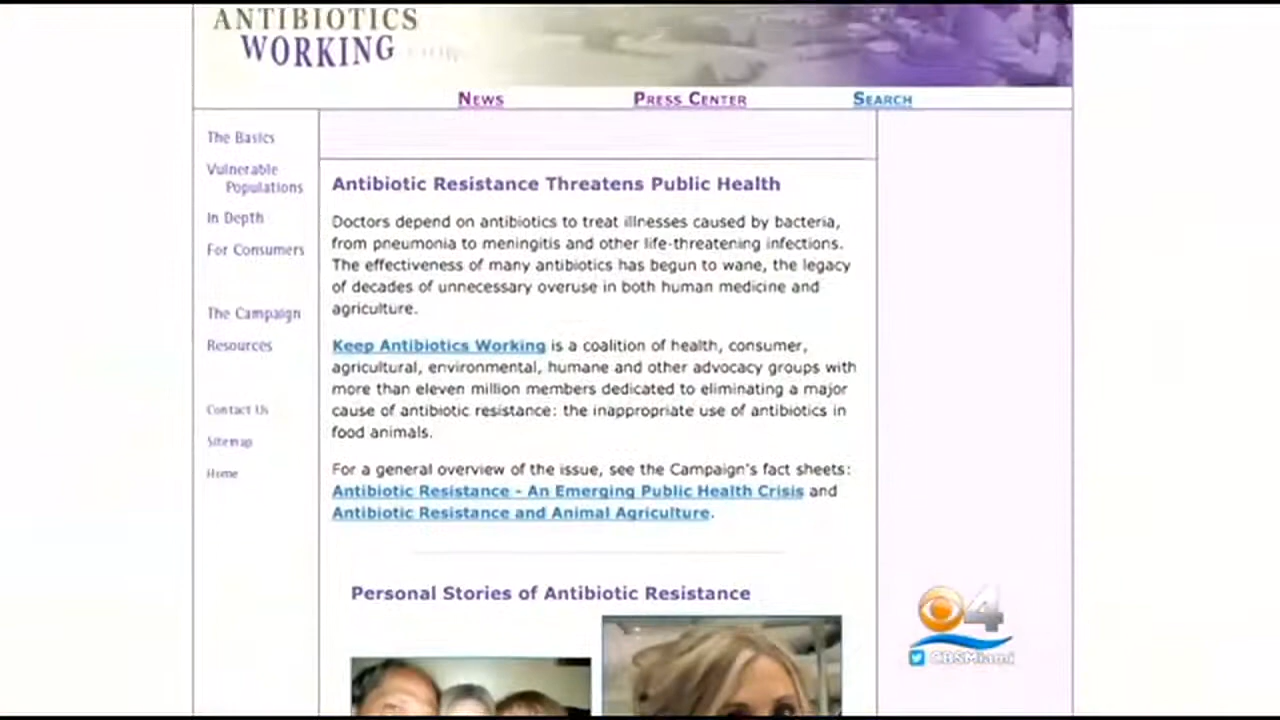 ANTIBIOTICS
WORKING
NEWS
PRESS CENTER
SEARCH
The Basics
Vulnerable
Populations
In Depth
For Consumers
The Campaign
Resources
Contact Us
Sitemap
Home
Antibiotic Resistance Threatens Public Health
Doctors depend on antibiotics to treat illnesses caused by bacteria,
from pneumonia to meningitis and other life-threatening infections.
The effectiveness of many antibiotics has begun to wane, the legacy
of decades of unnecessary overuse in both human medicine and
agriculture.
Keep Antibiotics Working is a coalition of health, consumer,
agricultural, environmental, humane and other advocacy groups with
more than eleven million members dedicated to eliminating a major
cause of antibiotic resistance: the inappropriate use of antibiotics in
food animals.
For a general overview of the issue, see the Campaign's fact sheets:
Antibiotic Resistance - An Emerging Public Health Crisis and
Antibiotic Resistance and Animal Agriculture.
Personal Stories of Antibiotic Resistance
4
CBSMiami